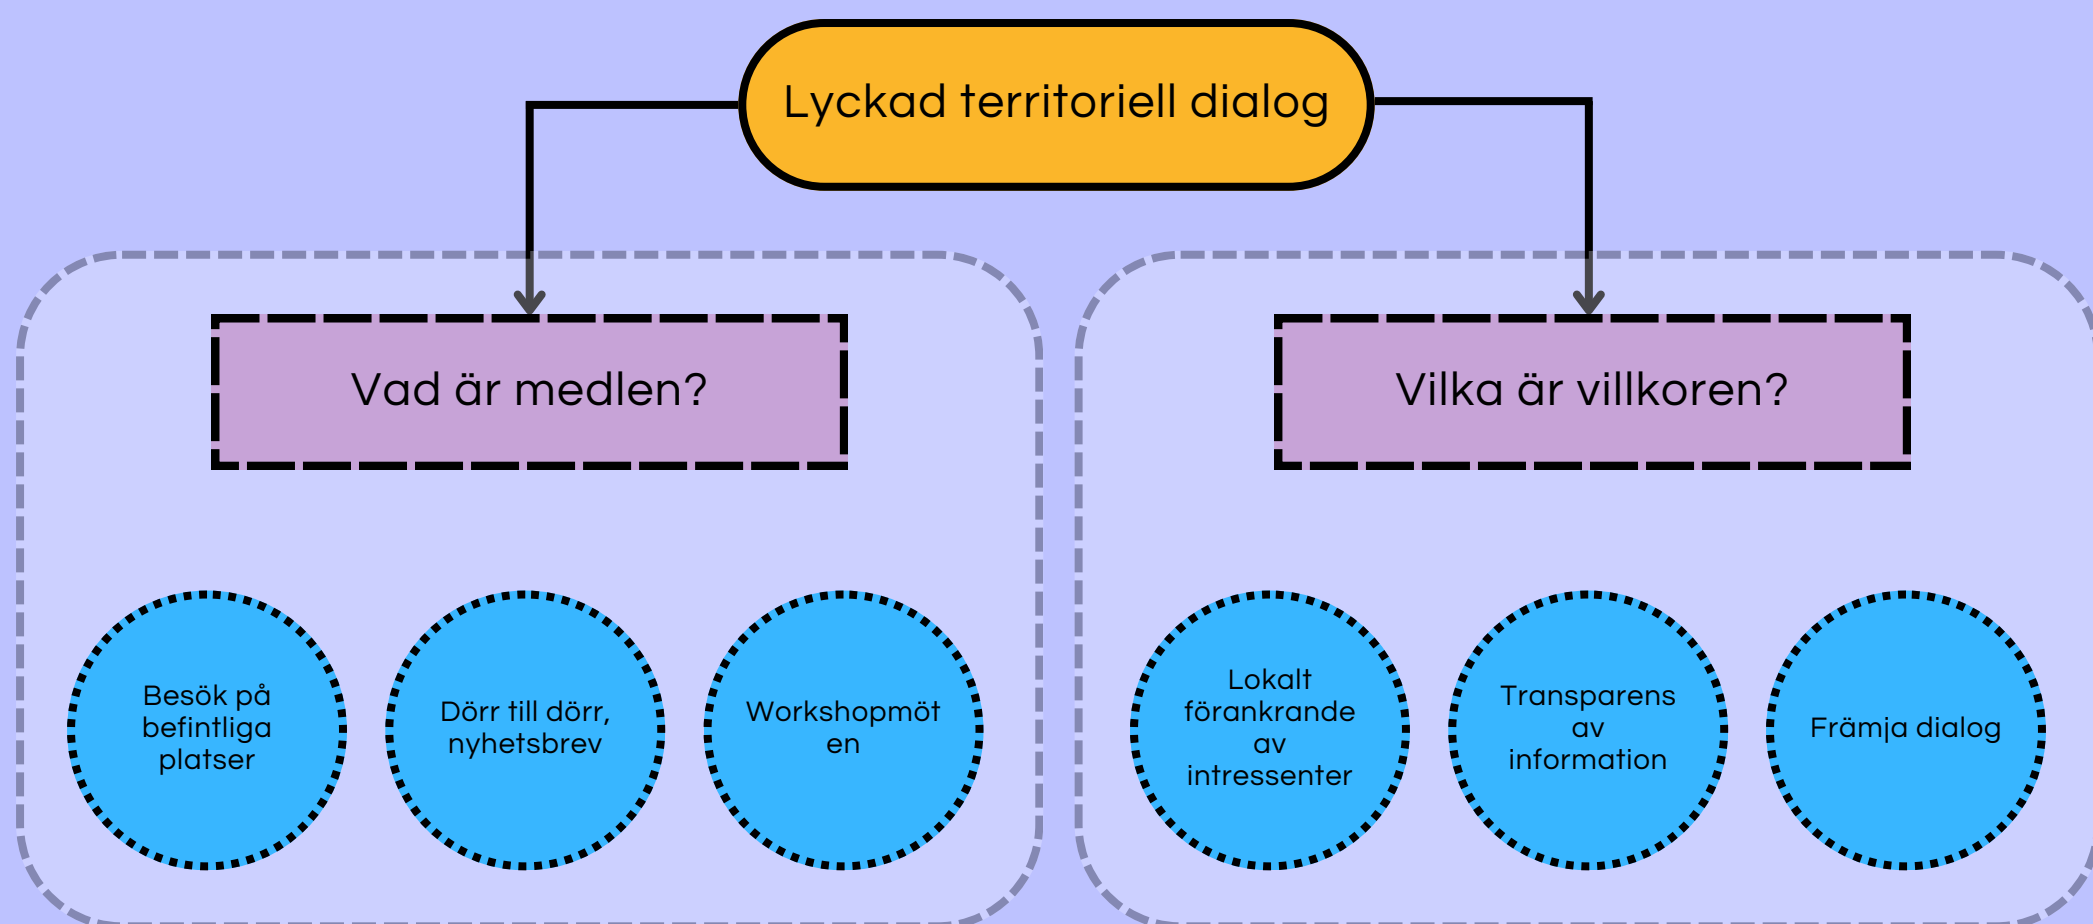 Lyckad territoriell dialog
Vad är medlen?
Vilka är villkoren?
Besök på
befintliga
platser
Dörr till dörr,
nyhetsbrev
Workshopmöt
en
Lokalt
förankrande
av
intressenter
Transparens
av
information
Främja dialog